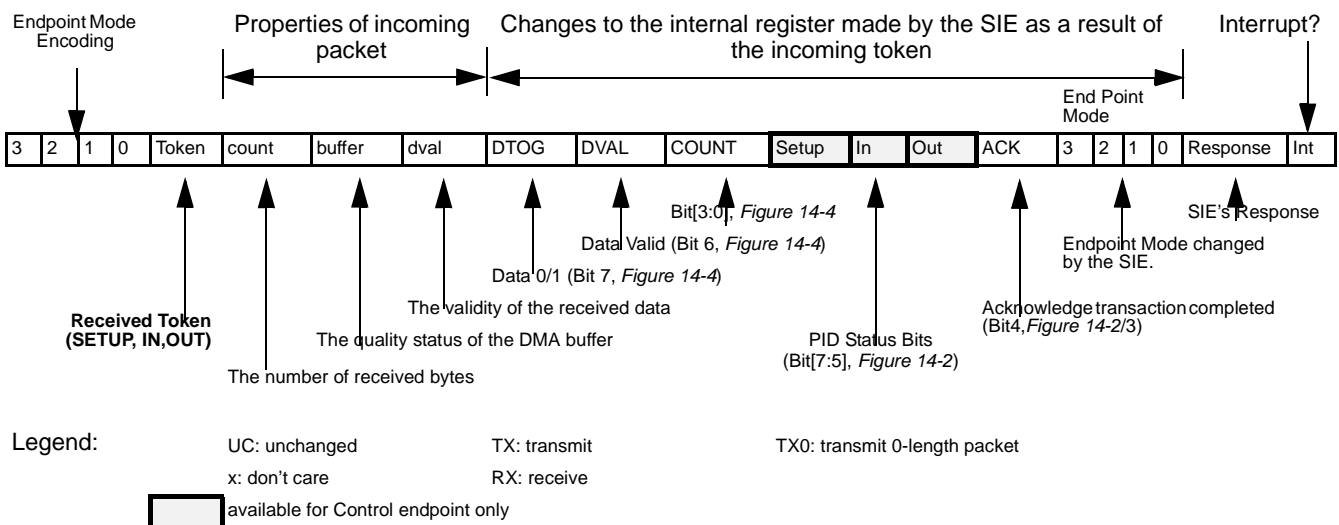 Endpoint Mode
Encoding
Properties of incoming
packet
Changes to the internal register made by the SIE as a result of
the incoming token
Interrupt?
End Point
Mode
3 2 1 0 Token count buffer dval DTOG DVAL COUNT Setup In Out ACK 3 2 1 0 Response Int
Bit[3:0], Figure 14-4
SIE's Response
Data Valid (Bit 6, Figure 14-4)
Endpoint Mode changed
by the SIE.
Data 0/1 (Bit 7, Figure 14-4)
The validity of the received data
Acknowledge transaction completed
(Bit4,Figure 14-2/3)
Received Token
(SETUP, IN,OUT)
The quality status of the DMA buffer
PID Status Bits
(Bit[7:5], Figure 14-2)
The number of received bytes
Legend:
UC: unchanged
TX: transmit
TX0: transmit 0-length packet
x: don't care
RX: receive
available for Control endpoint only